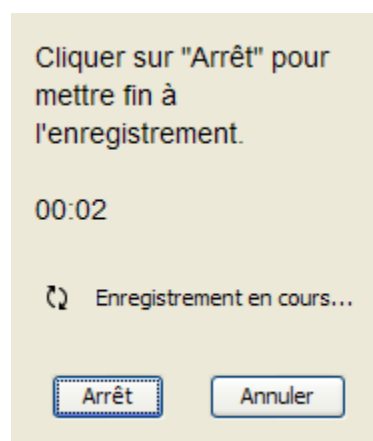 Cliquer sur "Arrêt" pour
mettre fin à
l'enregistrement.
00:02
Enregistrement en cours...
Arrêt
Annuler